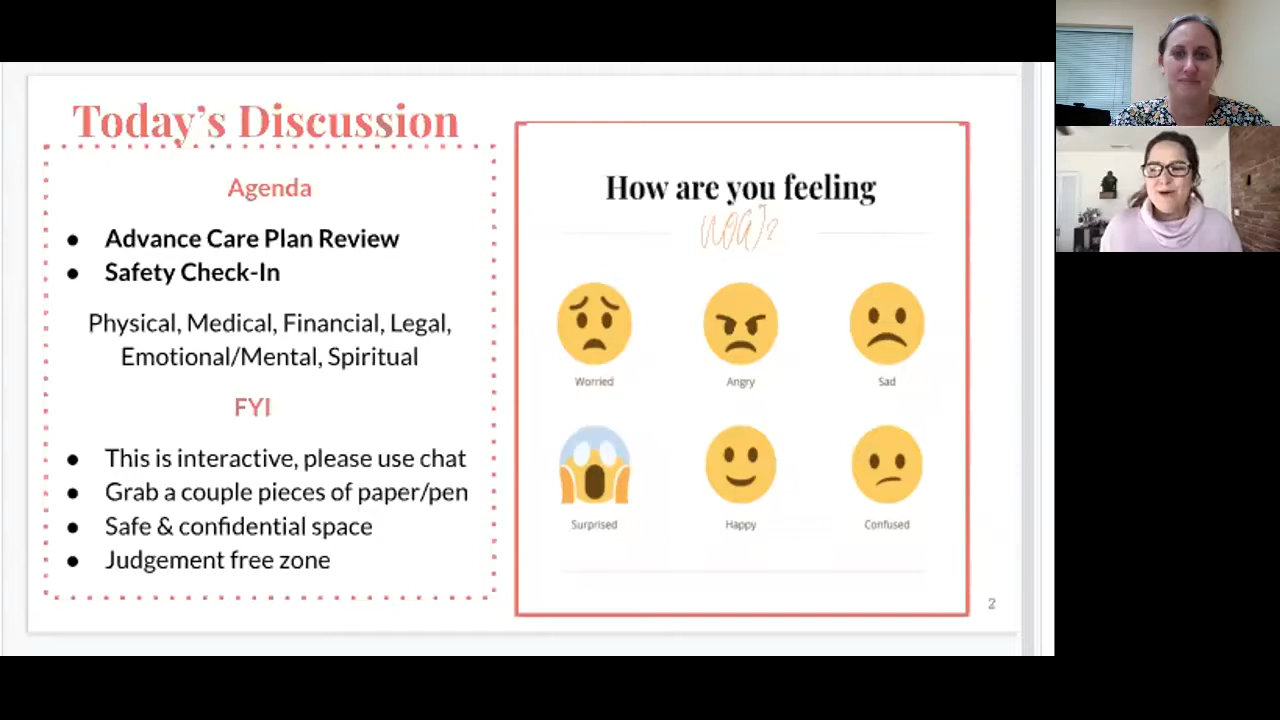 Today's Discussion
Agenda
● Advance Care Plan Review
● Safety Check-In
Physical, Medical, Financial, Legal,
Emotional/Mental, Spiritual
FYI
● This is interactive, please use chat
● Grab a couple pieces of paper/pen
● Safe & confidential space
● Judgement free zone
How are you feeling
now?
Worried Angry Sad
Surprised Happy Confused
2